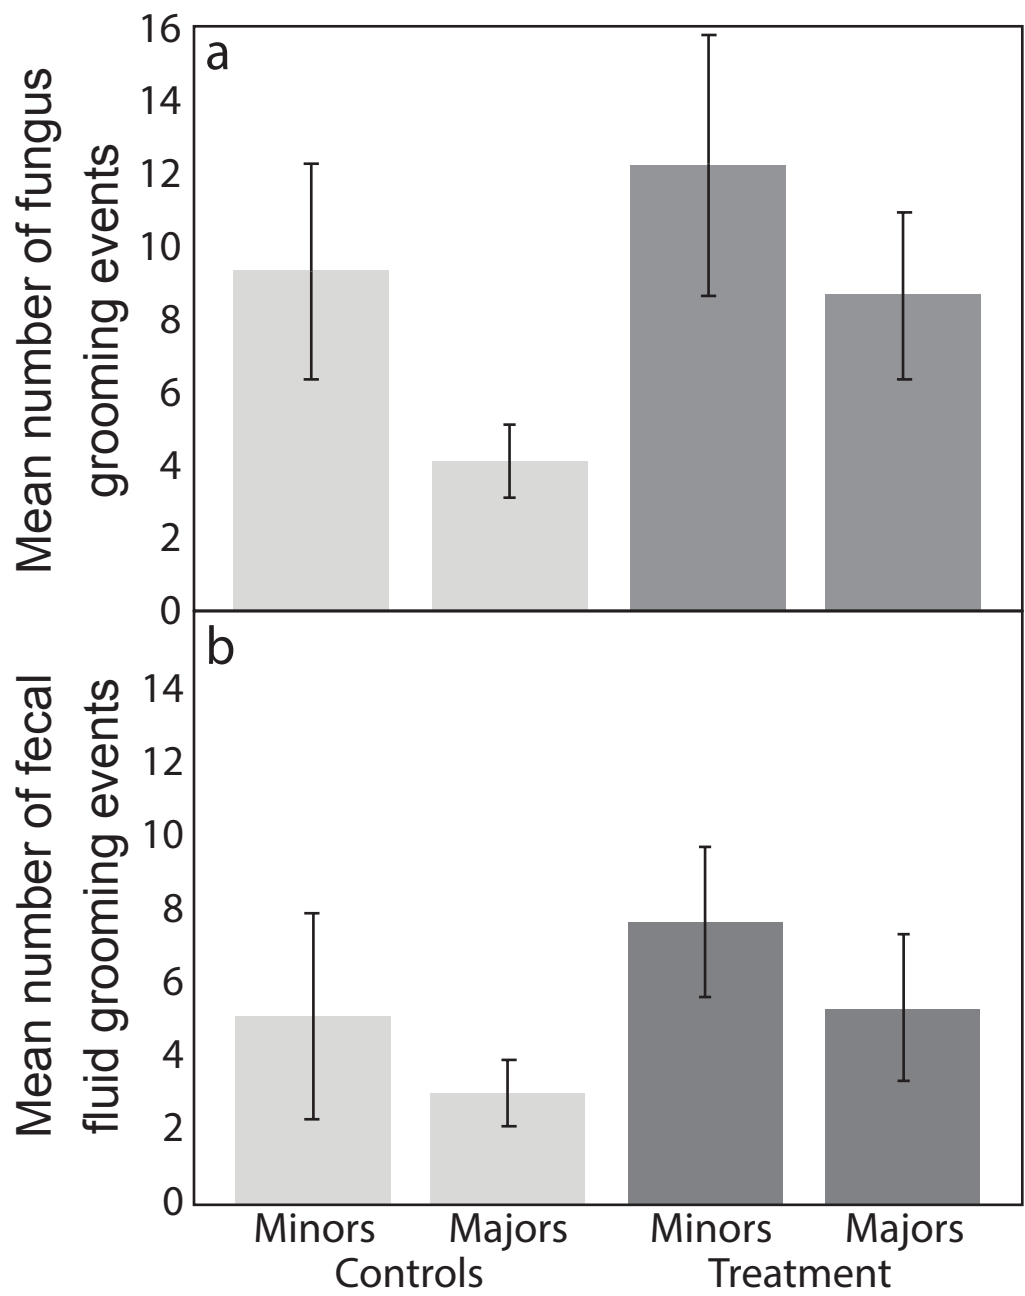 Mean number of fungus
grooming events
16
14
12
10
8
6
4
2
0
a
Mean number of fecal
fluid grooming events
14
12
10
8
6
4
2
0
b
Minors Majors Minors Majors
Controls Treatment